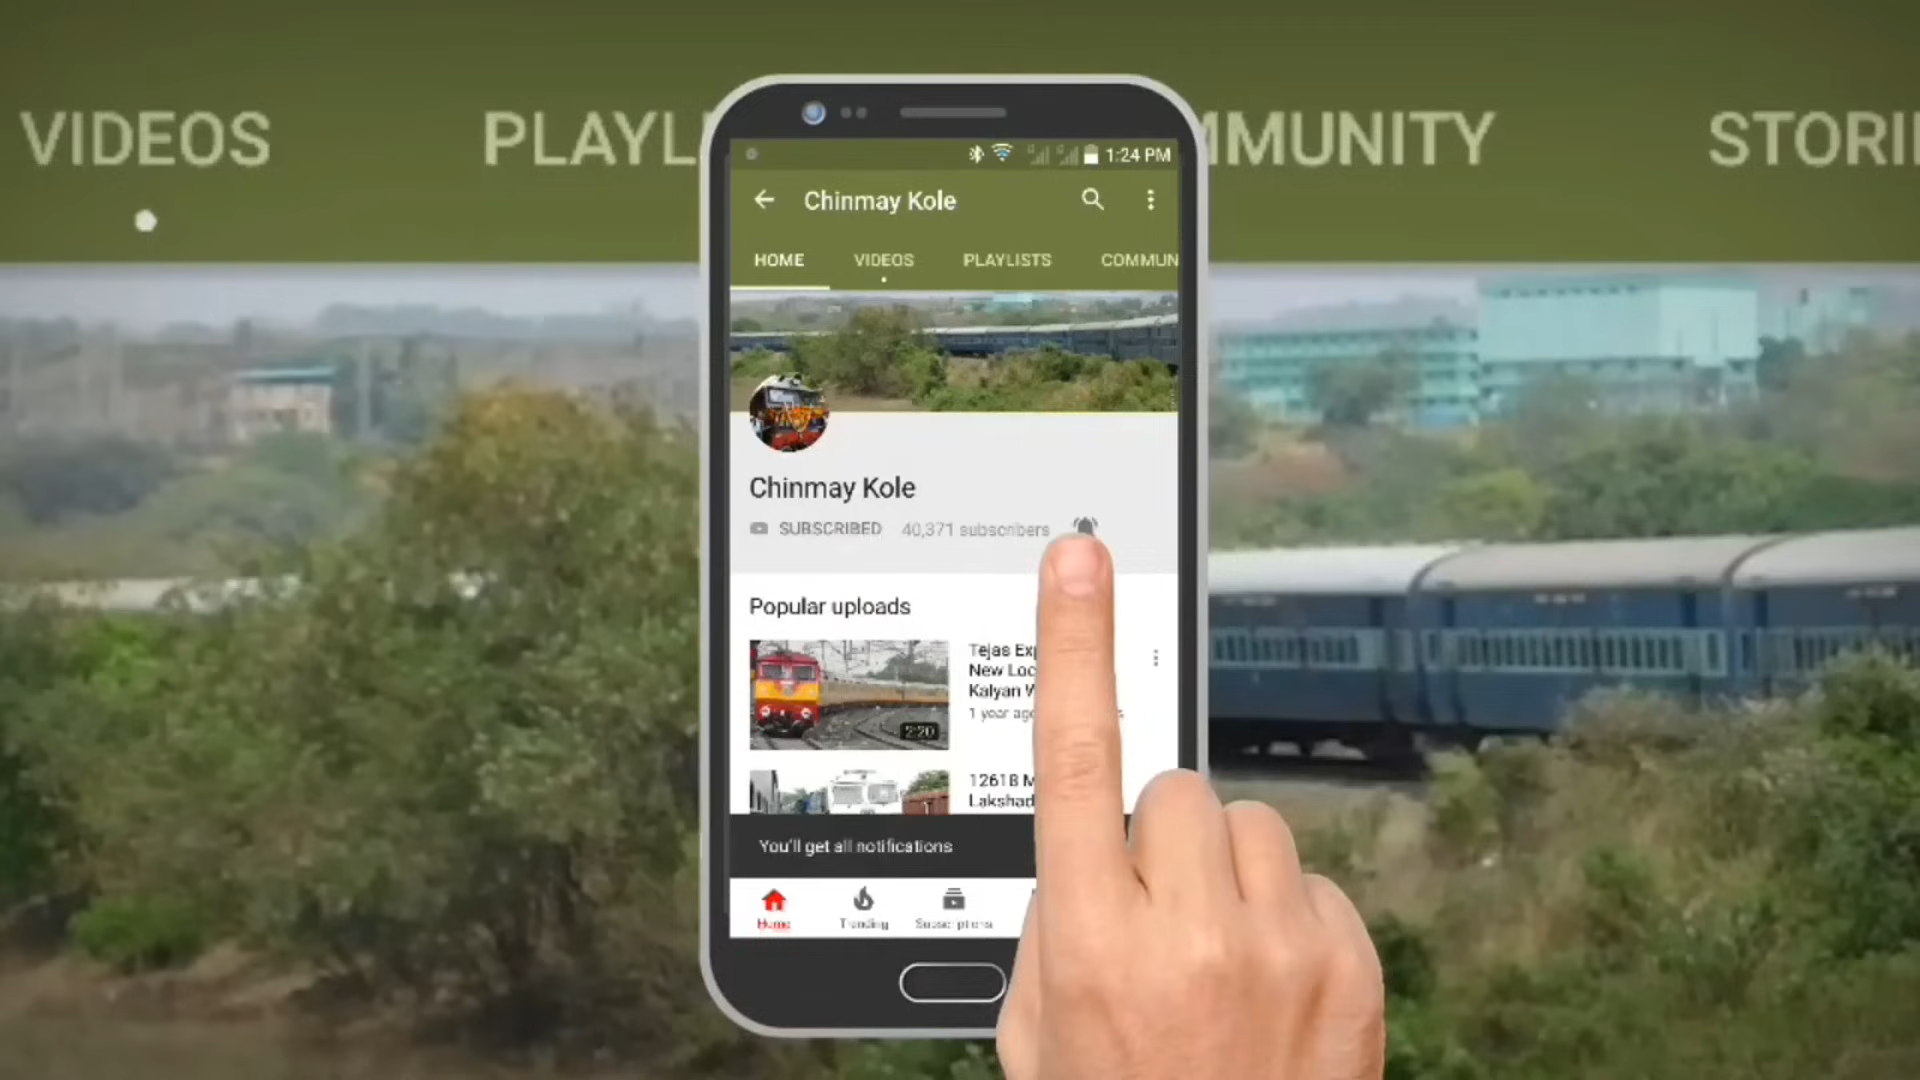 VIDEOS
PLAYL
MMUNITY
STORI
1:24 PM
Chinmay Kole
HOME VIDEOS PLAYLISTS COMMUN
Chinmay Kole
SUBSCRIBED 40,371 subscribers
Popular uploads
Tejas Ex
New Loc
Kalyan
1 year ago
2:20
12618 M
Lakshad
You'll get all notifications
Home Trending Subscriptions